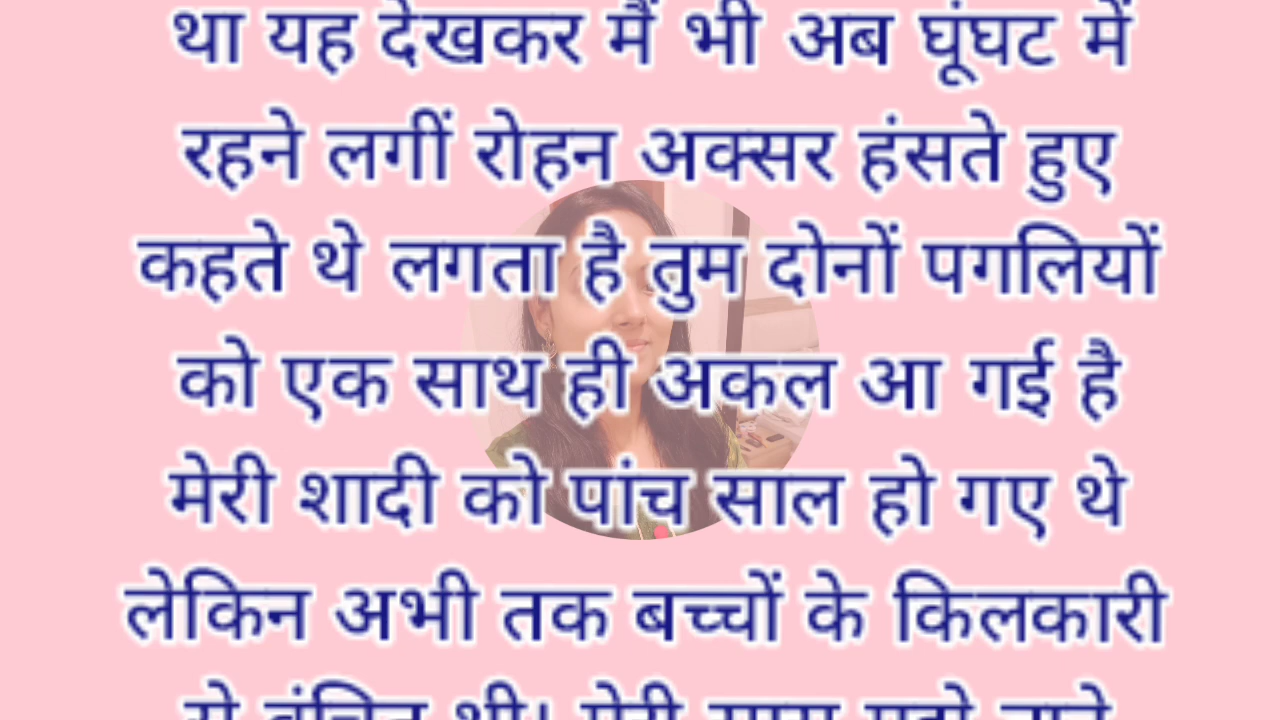 था यह देखकर मैं भी अब घूंघट में
रहने लगीं रोहन अक्सर हंसते हुए
कहते थे लगता है तुम दोनों पगलियों
को एक साथ ही अकल आ गई है
मेरी शादी को पांच साल हो गए थे
लेकिन अभी तक बच्चों के किलकारी
से वंचित थी। मेरी सास मुझे